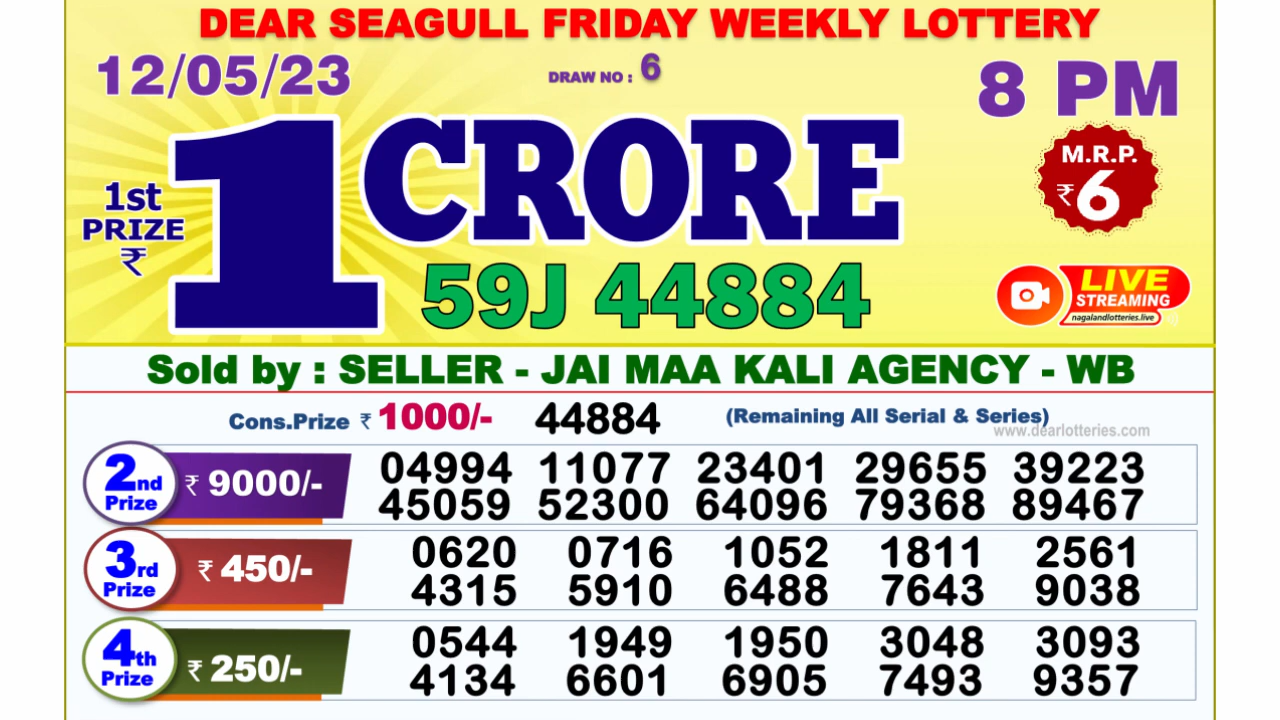 DEAR SEAGULL FRIDAY WEEKLY LOTTERY
12/05/23
DRAW NO : 6
8 PM
1st
PRIZE
₹
1 CRORE
M.R.P.
₹ 6
59J 44884
LIVE
STREAMING
nagalandlotteries.live
Sold by : SELLER - JAI MAA KALI AGENCY - WB
Cons.Prize ₹ 1000/- 44884 (Remaining All Serial & Series)
www.dearlotteries.com
2nd
Prize
₹ 9000/-
04994 11077 23401 29655 39223
45059 52300 64096 79368 89467
3rd
Prize
₹ 450/-
0620 0716 1052 1811 2561
4315 5910 6488 7643 9038
4th
Prize
₹ 250/-
0544 1949 1950 3048 3093
4134 6601 6905 7493 9357